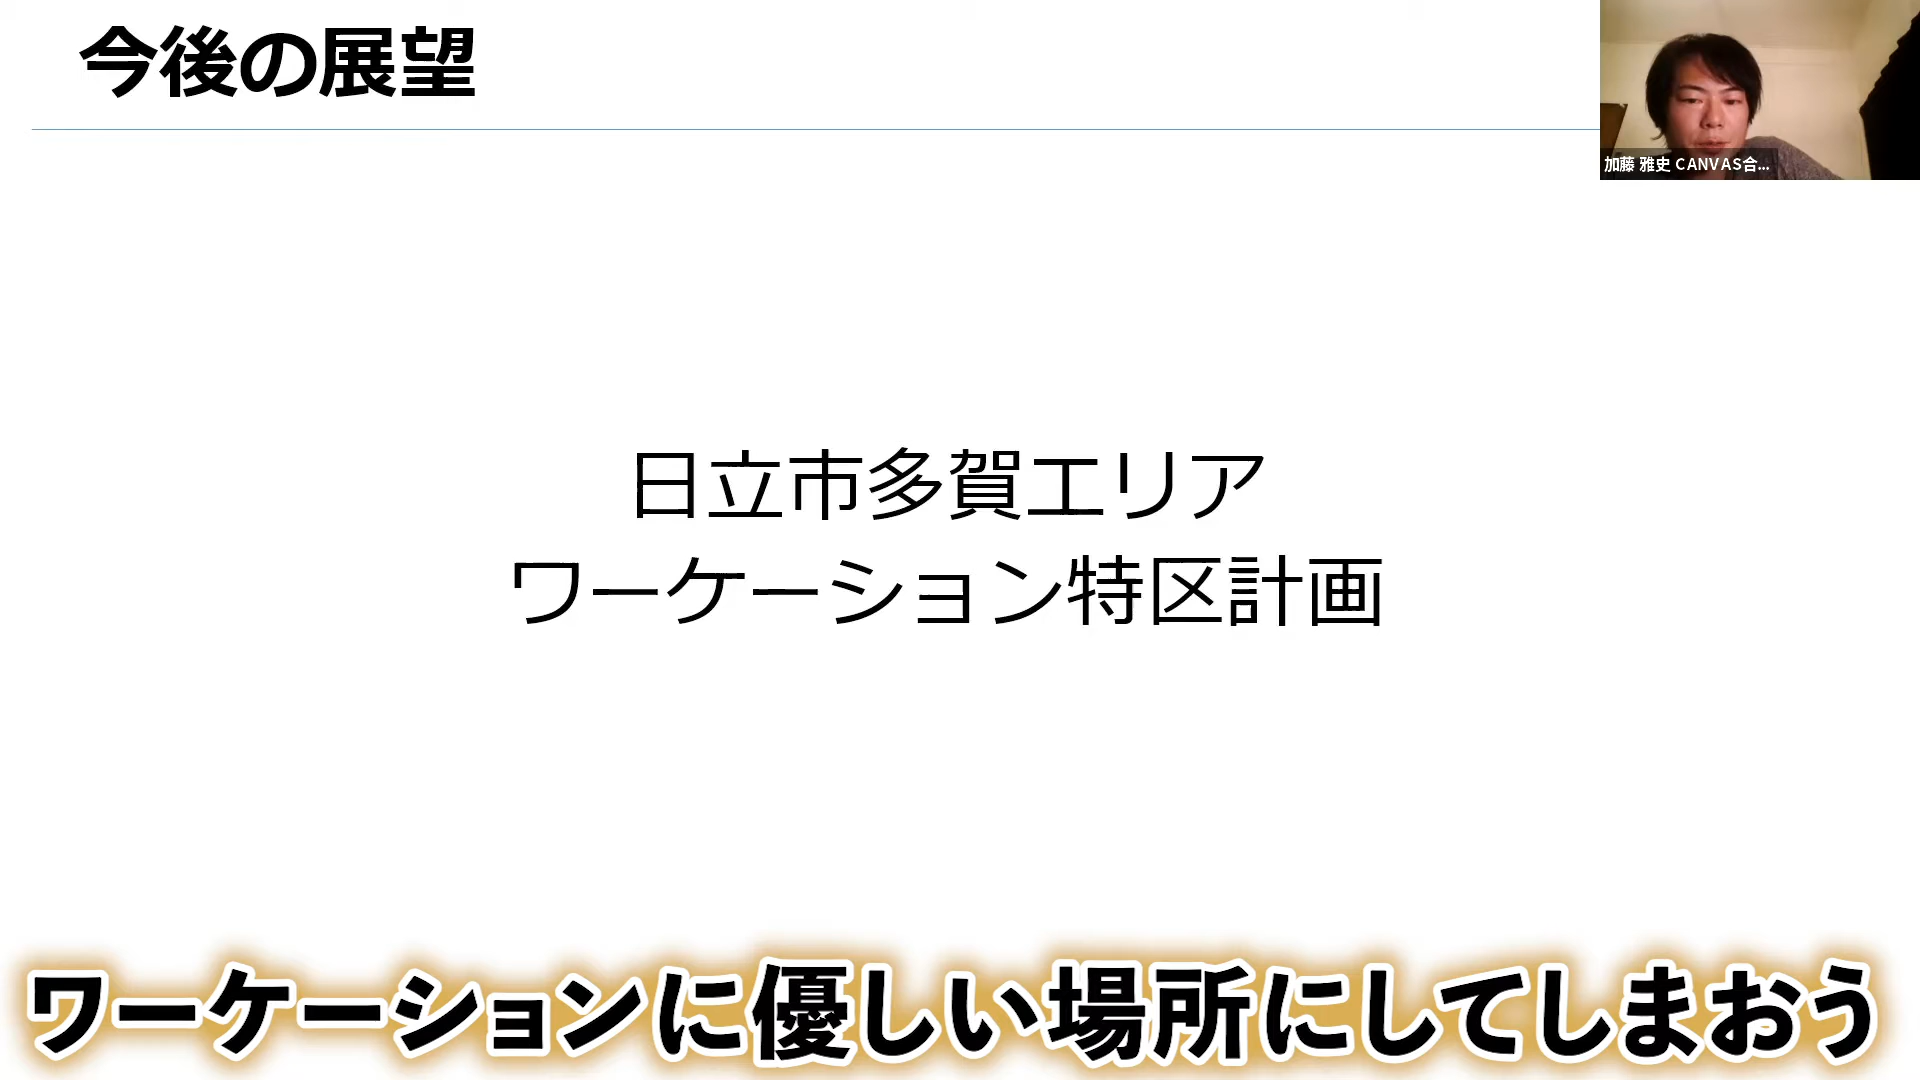 今後の展望
加藤 雅史 CANVAS合...
日立市多賀エリア
ワーケーション特区計画
ワーケーションに優しい場所にしてしまおう